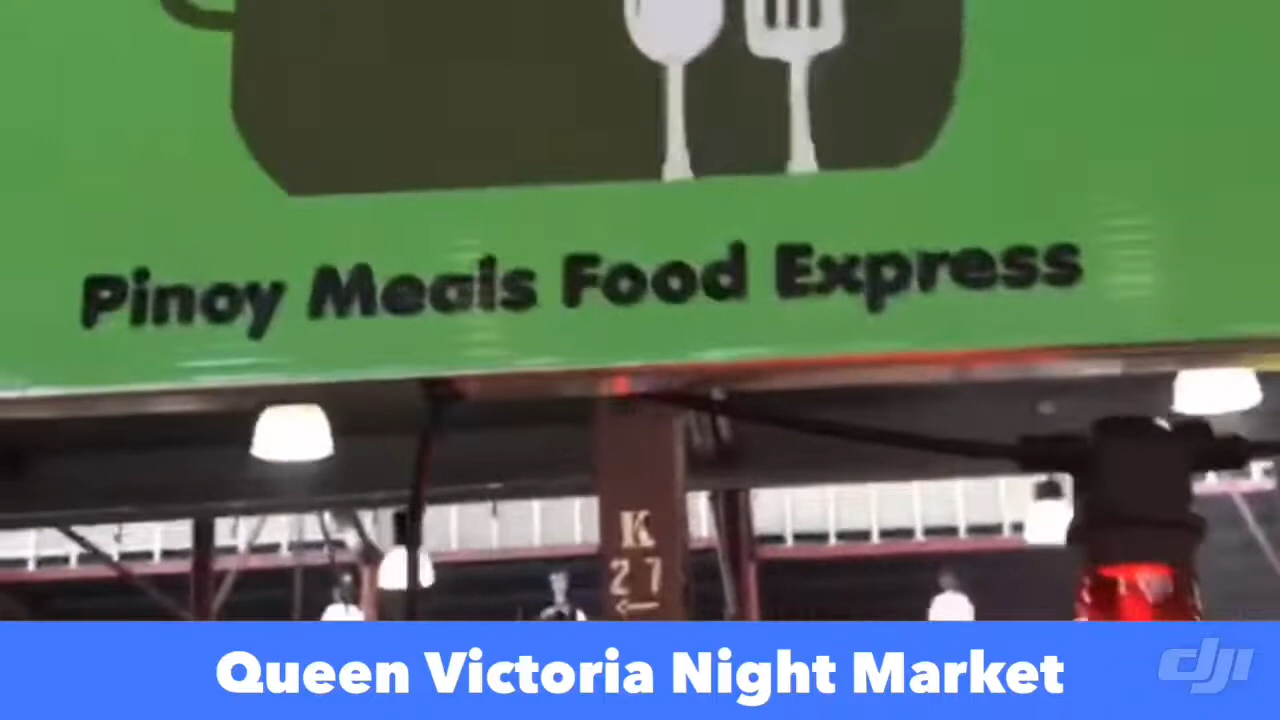 Pinoy Meals Food Express
K
27
←
Queen Victoria Night Market
dji